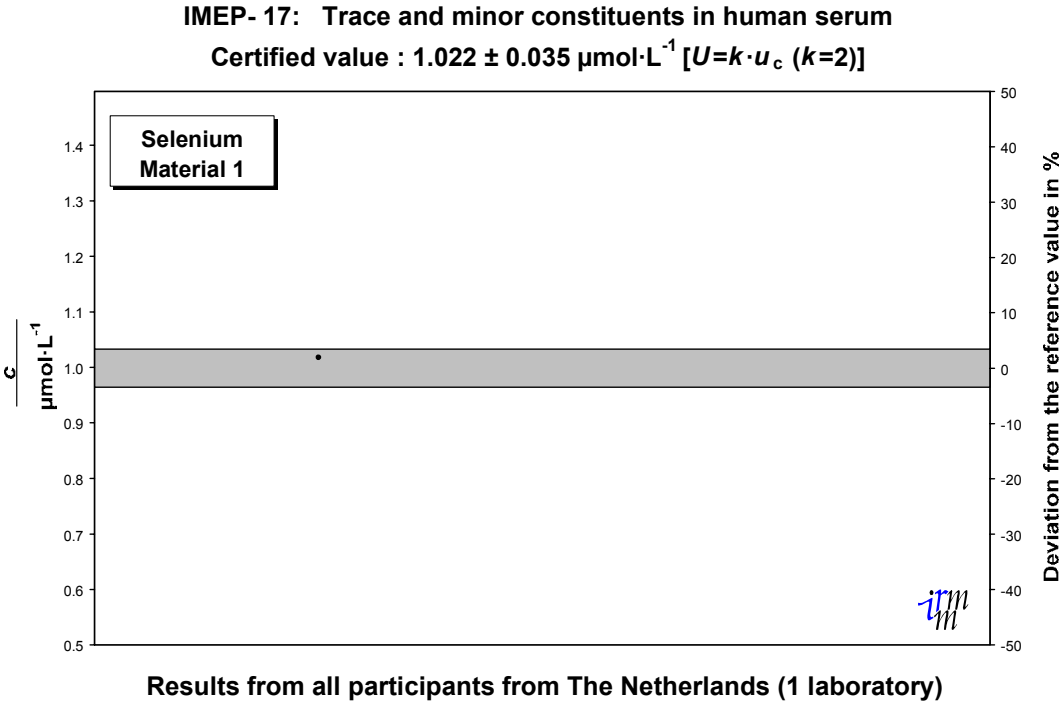 IMEP- 17: Trace and minor constituents in human serum
Certified value : 1.022 ± 0.035 µmol·L⁻¹ [U=k·u_c (k=2)]
Selenium
Material 1
c
µmol·L⁻¹
1.4
1.3
1.2
1.1
1.0
0.9
0.8
0.7
0.6
0.5
50
40
30
20
10
0
-10
-20
-30
-40
-50
Deviation from the reference value in %
irmm
Results from all participants from The Netherlands (1 laboratory)